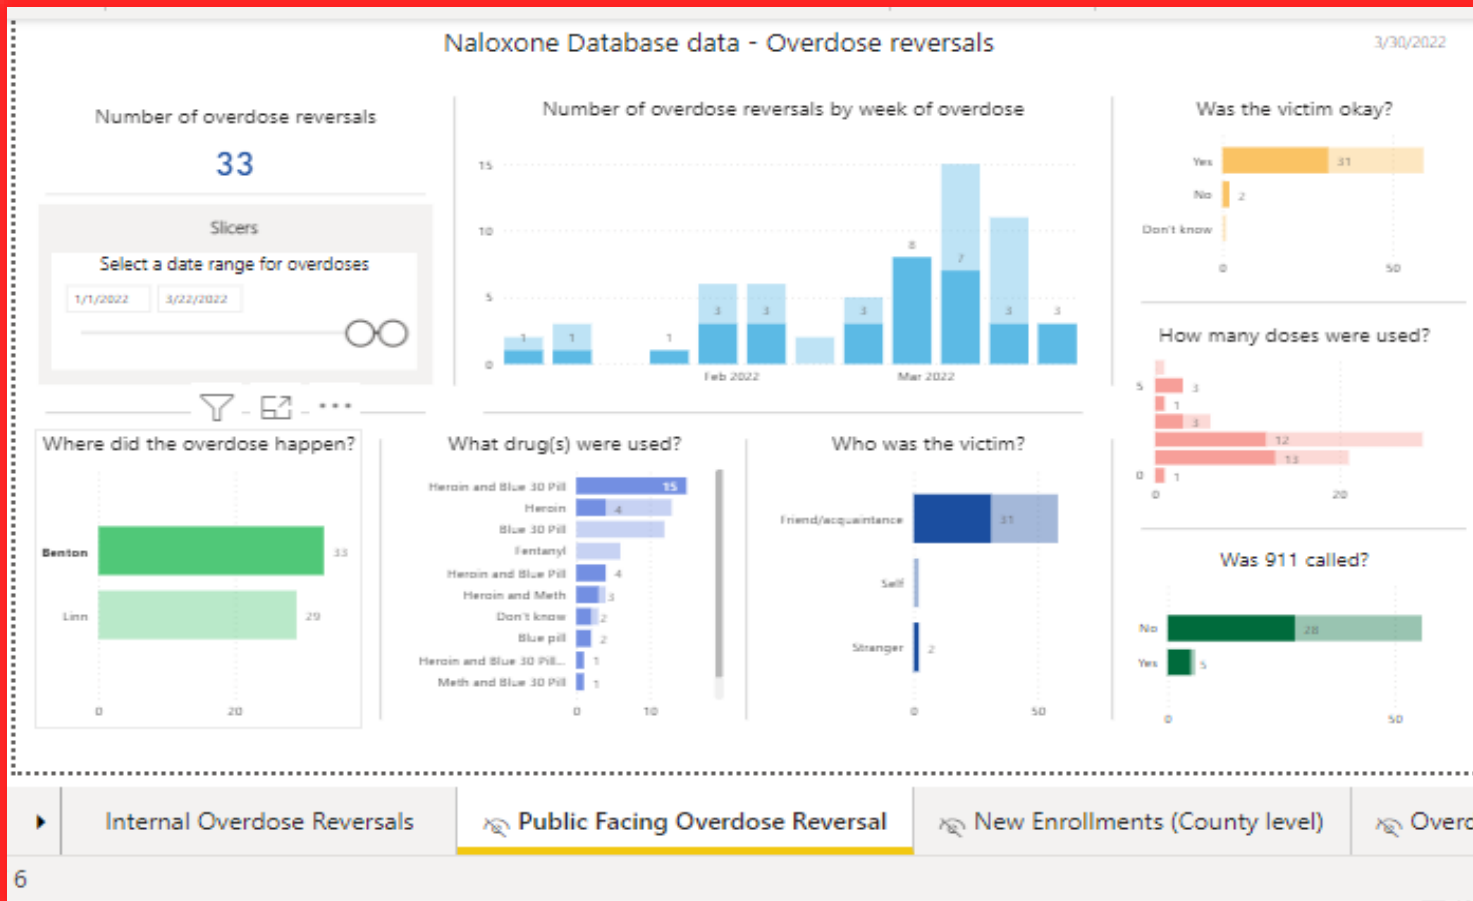 Naloxone Database data - Overdose reversals
3/30/2022
Number of overdose reversals
33
Slicers
Select a date range for overdoses
1/1/2022
3/22/2022
Number of overdose reversals by week of overdose
15
10
5
0
1
1
1
3
3
3
8
7
3
3
Feb 2022
Mar 2022
Was the victim okay?
Yes
31
No
2
Don't know
0
50
How many doses were used?
5
3
1
3
12
13
0
1
0
20
Where did the overdose happen?
Benton
33
Linn
29
0
20
What drug(s) were used?
Heroin and Blue 30 Pill
15
Heroin
4
Blue 30 Pill
Fentanyl
Heroin and Blue Pill
4
Heroin and Meth
3
Don't know
2
Blue pill
2
Heroin and Blue 30 Pill...
1
Meth and Blue 30 Pill
1
0
10
Who was the victim?
Friend/acquaintance
31
Self
Stranger
2
0
50
Was 911 called?
No
28
Yes
5
0
50
Internal Overdose Reversals
Public Facing Overdose Reversal
New Enrollments (County level)
Overd
6